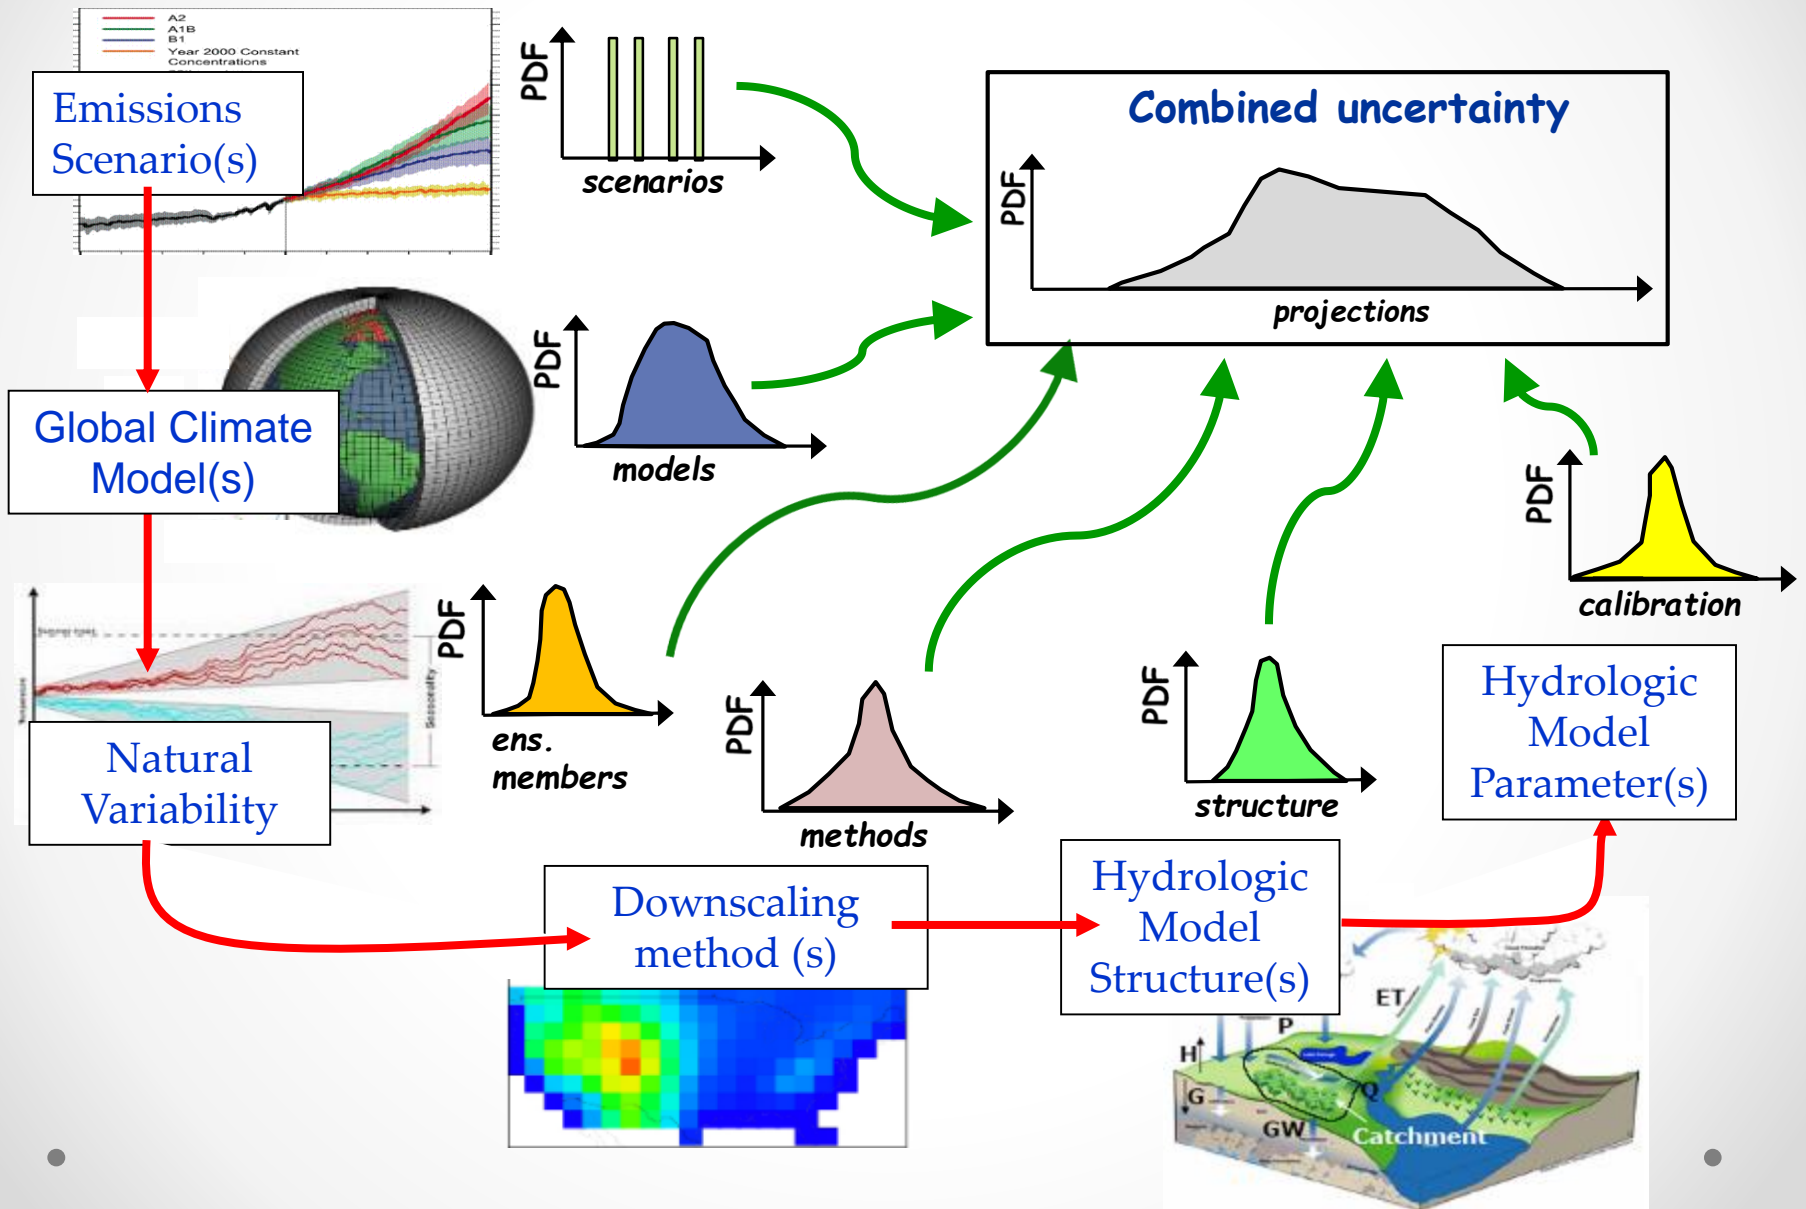 A2
A1B
B1
Year 2000 Constant
Concentrations
Emissions
Scenario(s)
PDF
scenarios
Combined uncertainty
PDF
projections
Global Climate
Model(s)
PDF
models
PDF
calibration
Natural
Variability
PDF
ens.
members
PDF
methods
PDF
structure
Hydrologic
Model
Parameter(s)
Downscaling
method (s)
Hydrologic
Model
Structure(s)
ET
P
H
G
Q
GW
Catchment